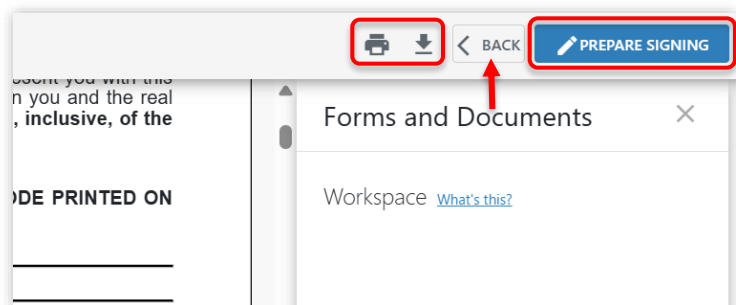 BACK
PREPARE SIGNING
you with this
n you and the real
, inclusive, of the
ODE PRINTED ON
Forms and Documents
Workspace What's this?